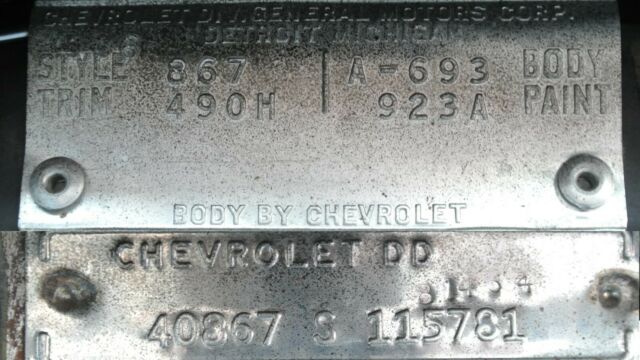 CHEVROLET DIV. GENERAL MOTORS CORP.
DETROIT MICHIGAN
STYLE 867 A-693 BODY
TRIM 490H 923A PAINT
BODY BY CHEVROLET
CHEVROLET DD
40867 S 115781